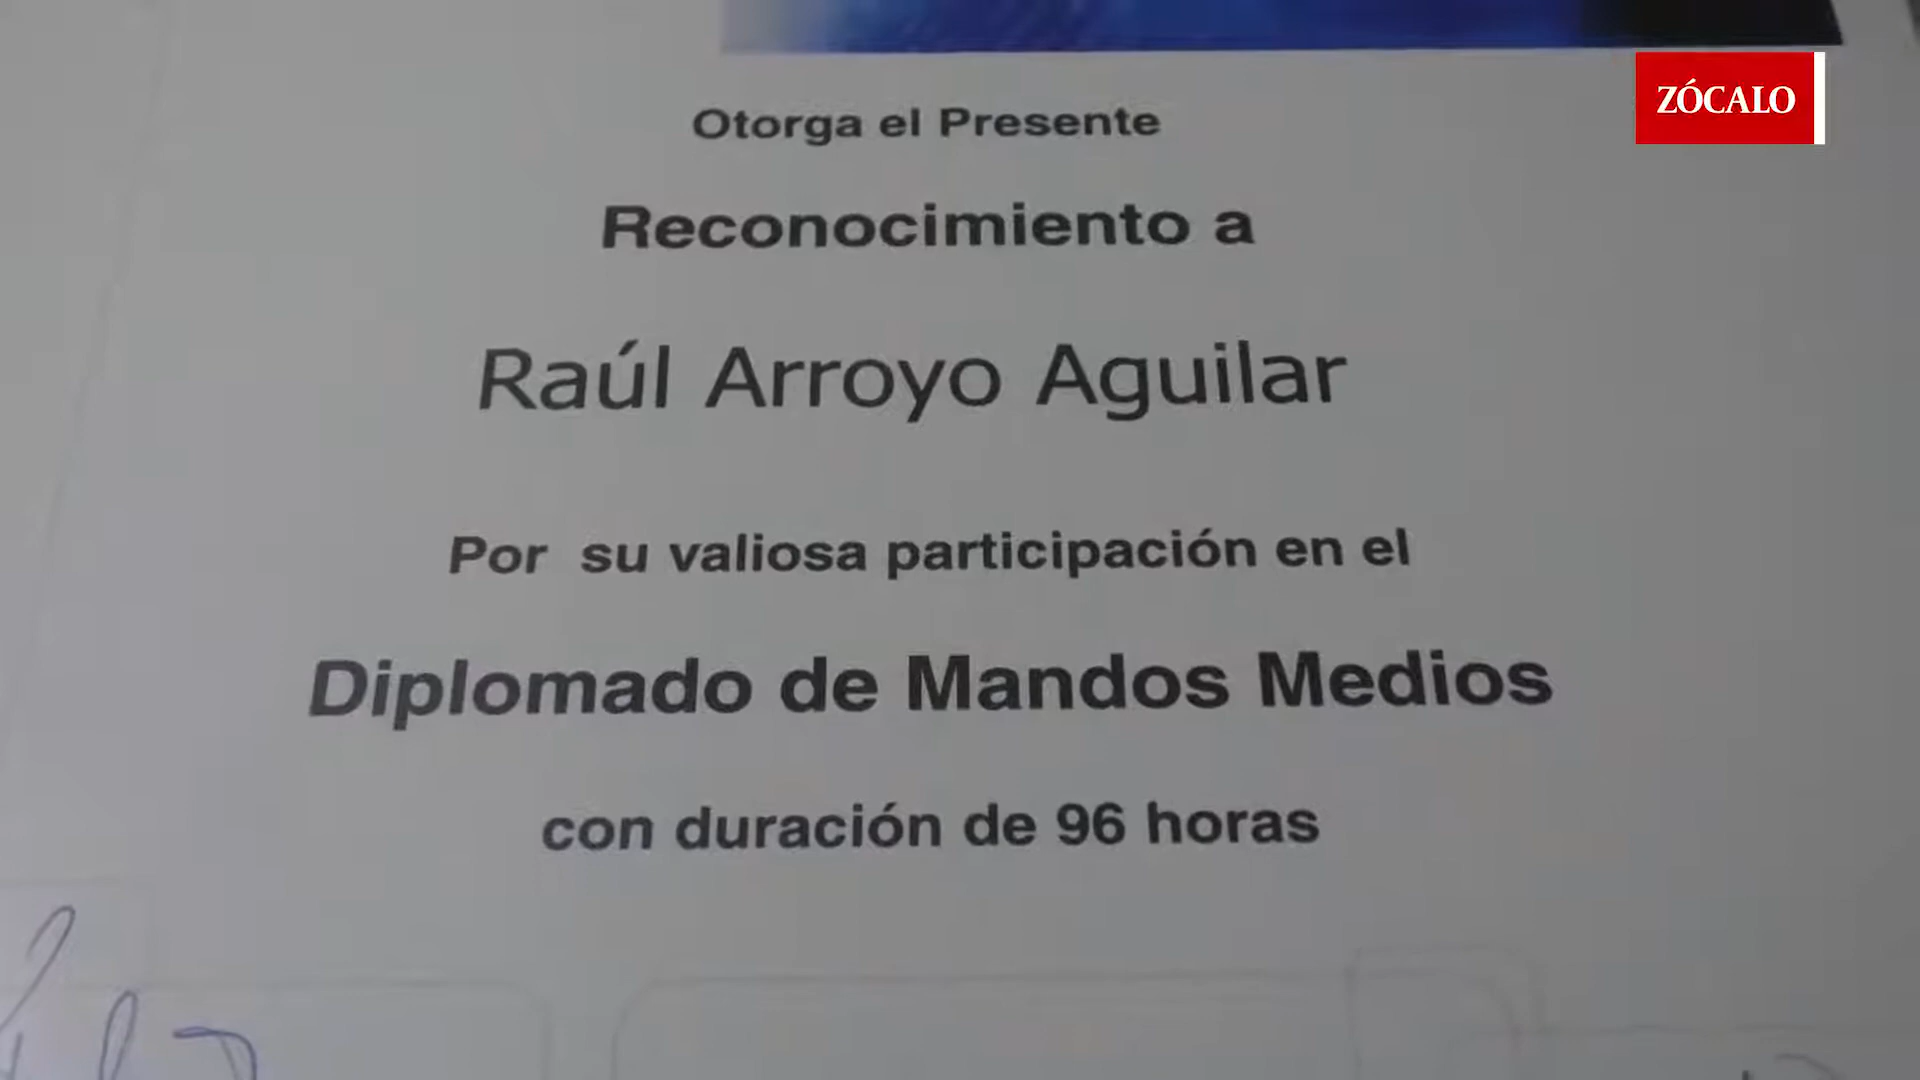 ZÓCALO
Otorga el Presente
Reconocimiento a
Raúl Arroyo Aguilar
Por su valiosa participación en el
Diplomado de Mandos Medios
con duración de 96 horas